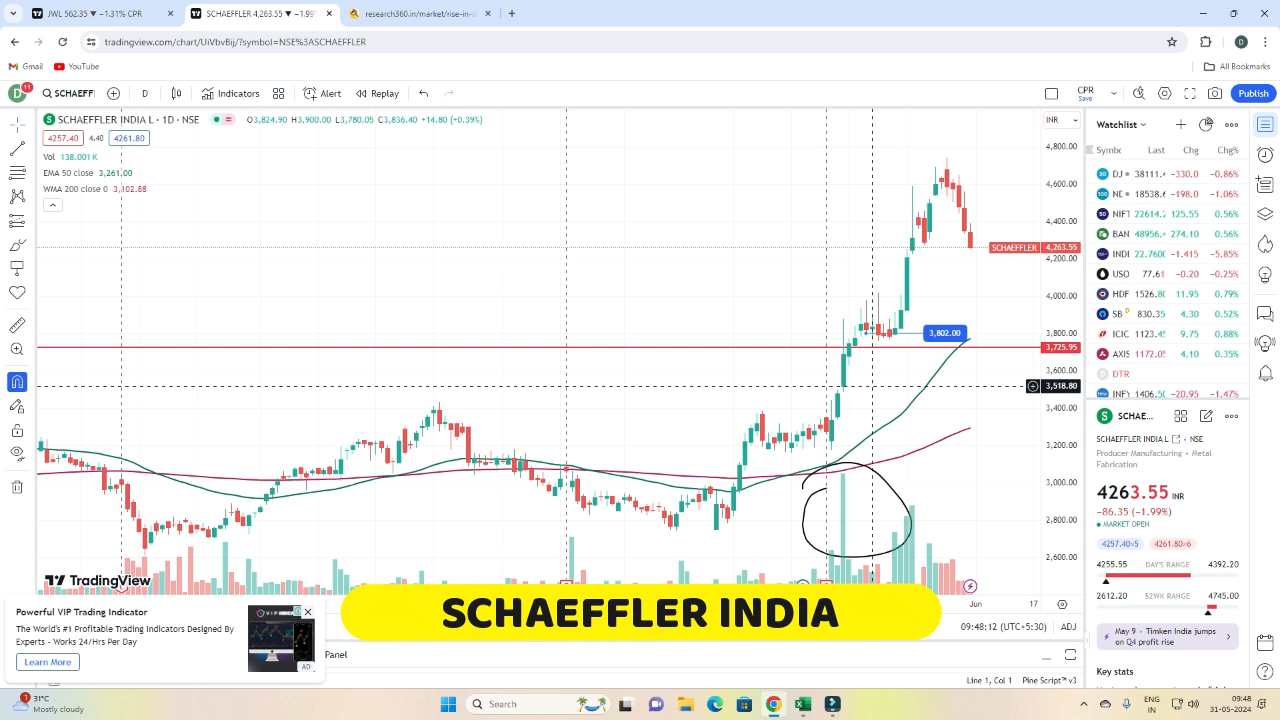 JWL 562.35 ▼ −1.31% CPR
SCHAEFFLER 4,263.55 ▼ −1.99%
research360.in/market/rise-in-d
tradingview.com/chart/UiVbvBij/?symbol=NSE%3ASCHAEFFLER
D
Gmail YouTube All Bookmarks
D 11 SCHAEFF D Indicators Alert Replay CPR Save Publish
SCHAEFFLER INDIA L · 1D · NSE O3,824.90 H3,900.00 L3,780.05 C3,836.40 +14.80 (+0.39%)
4257.40 4.40 4261.80
Vol 138.001 K
EMA 50 close 3,261.00
WMA 200 close 0 3,102.88
INR
4,800.00
4,600.00
4,400.00
SCHAEFFLER 4,263.55
4,200.00
4,000.00
3,800.00
3,802.00
3,725.95
3,600.00
3,518.80
3,400.00
3,200.00
3,000.00
2,800.00
2,600.00
Watchlist
Symbo Last Chg Chg%
DJ 38111.4 −330.0 −0.86%
NE 18538.6 −198.0 −1.06%
NIFT 22614.2 125.55 0.56%
BAN 48956.4 274.10 0.56%
INDI 22.7600 −1.415 −5.85%
USO 77.61 −0.20 −0.25%
HDF 1526.80 11.95 0.79%
SB D 830.35 4.30 0.52%
ICIC 1123.45 9.75 0.88%
AXIS 1172.05 4.10 0.35%
DTR
INFY 1406.50 −20.95 −1.47%
SCHAE...
SCHAEFFLER INDIA L · NSE
Producer Manufacturing • Metal
Fabrication
4263.55 INR
−86.35 (−1.99%)
MARKET OPEN
4257.40×5 4261.80×6
4255.55 DAY'S RANGE 4392.20
2612.20 52WK RANGE 4745.00
May 9 · Timken India jumps
on Q4 profit rise
Key stats
TradingView
Jun 17
09:48:12 (UTC+5:30) ADJ
Panel
Line 1, Col 1 Pine Script™ v3
Powerful VIP Trading Indicator
The World's #1 Profitable Trading Indicators Designed By
Experts - Works 24/Hrs Per Day
Learn More
AD
SCHAEFFLER INDIA
1
31°C
Mostly cloudy
Search
ENG
IN
09:48
31-05-2024